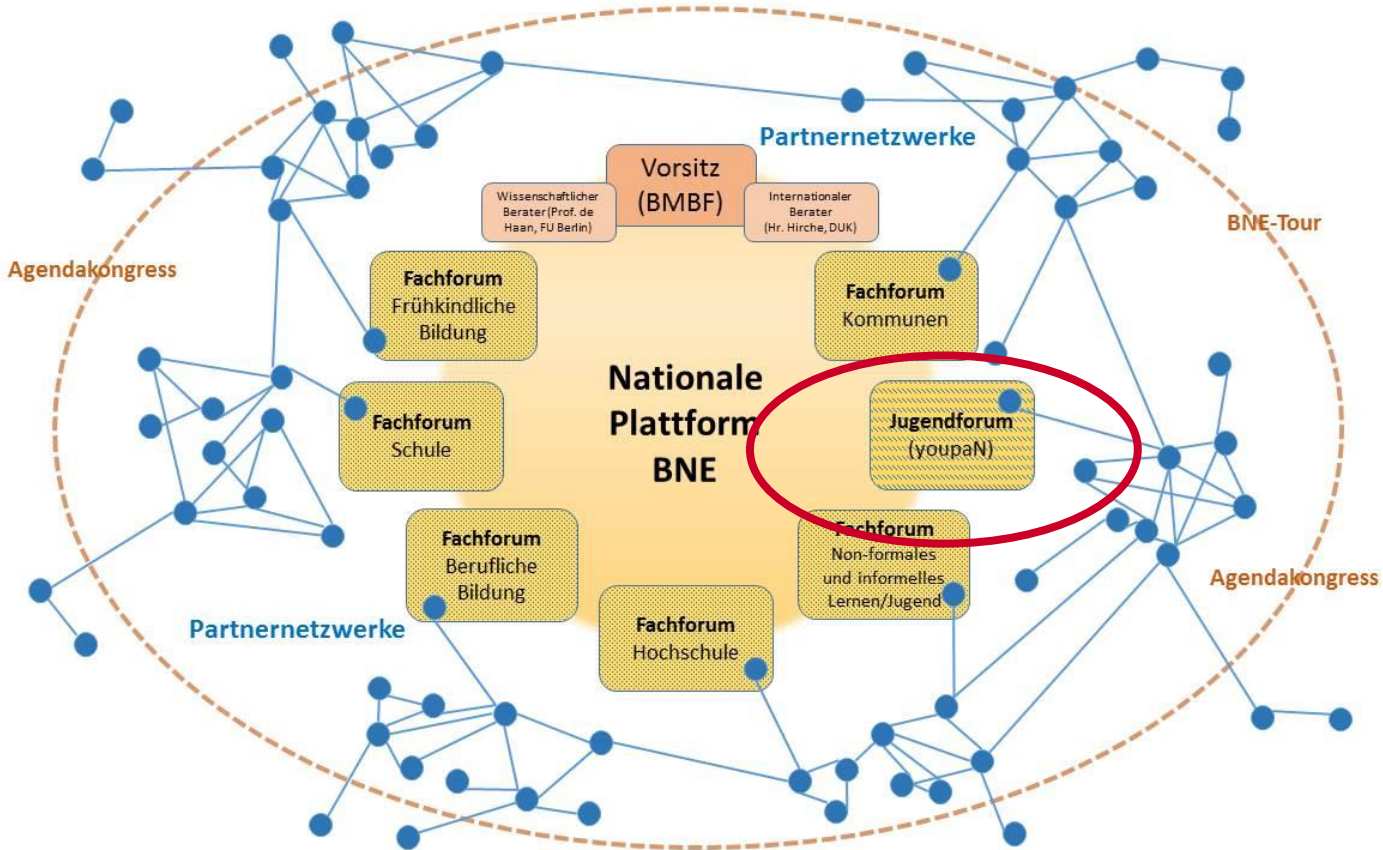 Partnernetzwerke
Vorsitz
(BMBF)
Wissenschaftlicher
Berater(Prof. de
Haan, FU Berlin)
Internationaler
Berater
(Hr. Hirche, DUK)
BNE-Tour
Agendakongress
Fachforum
Frühkindliche
Bildung
Fachforum
Kommunen
Nationale
Plattform
BNE
Fachforum
Schule
Jugendforum
(youpaN)
Fachforum
Berufliche
Bildung
Fachforum
Non-formales
und informelles
Lernen/Jugend
Agendakongress
Partnernetzwerke
Fachforum
Hochschule